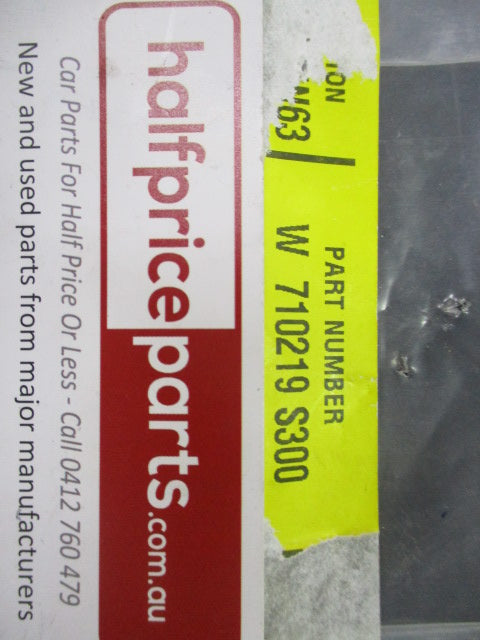 PART NUMBER
W 710219 S300
halfpriceparts.com.au
Car Parts For Half Price Or Less - Call 0412 760 479
New and used parts from major manufacturers